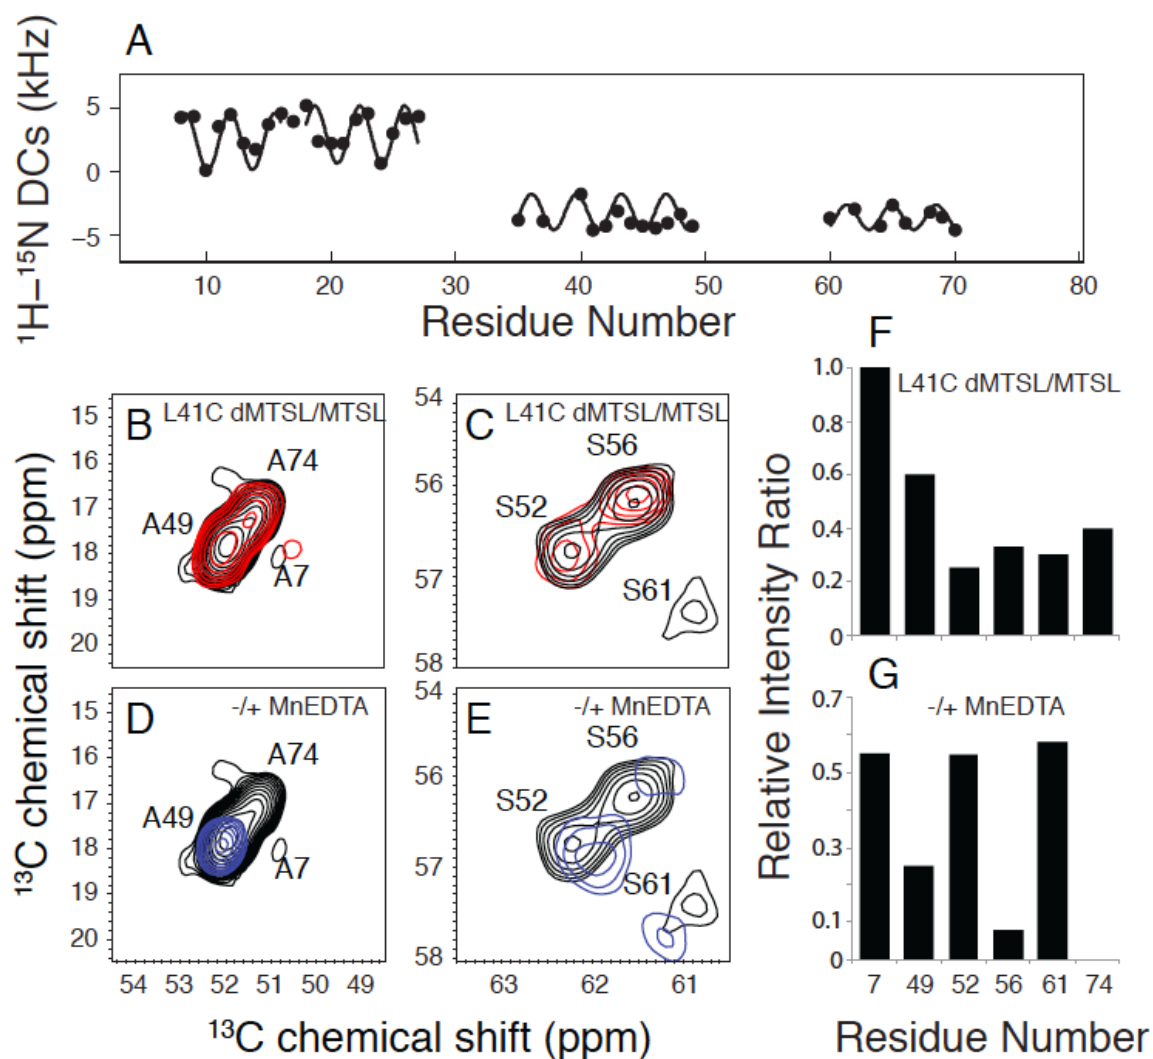 A
¹H–¹⁵N DCs (kHz)
5
0
−5
10 20 30 40 50 60 70 80
Residue Number
¹³C chemical shift (ppm)
15
16
17
18
19
20
B
L41C dMTSL/MTSL
A74
A49
A7
54
56
57
58
C
L41C dMTSL/MTSL
S56
S52
S61
Relative Intensity Ratio
F
L41C dMTSL/MTSL
1.0
0.8
0.6
0.4
0.2
0
15
16
17
18
19
20
D
-/+ MnEDTA
A74
A49
A7
54 53 52 51 50 49
54
56
57
58
E
-/+ MnEDTA
S56
S52
S61
63 62 61
G
-/+ MnEDTA
0.7
0.5
0.3
0.1
0
7 49 52 56 61 74
¹³C chemical shift (ppm)
Residue Number